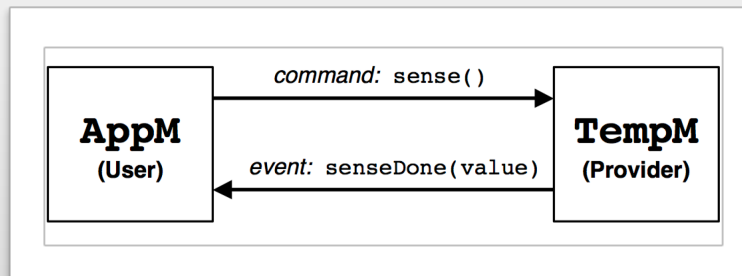 command: sense()
AppM
(User)
TempM
(Provider)
event: senseDone(value)